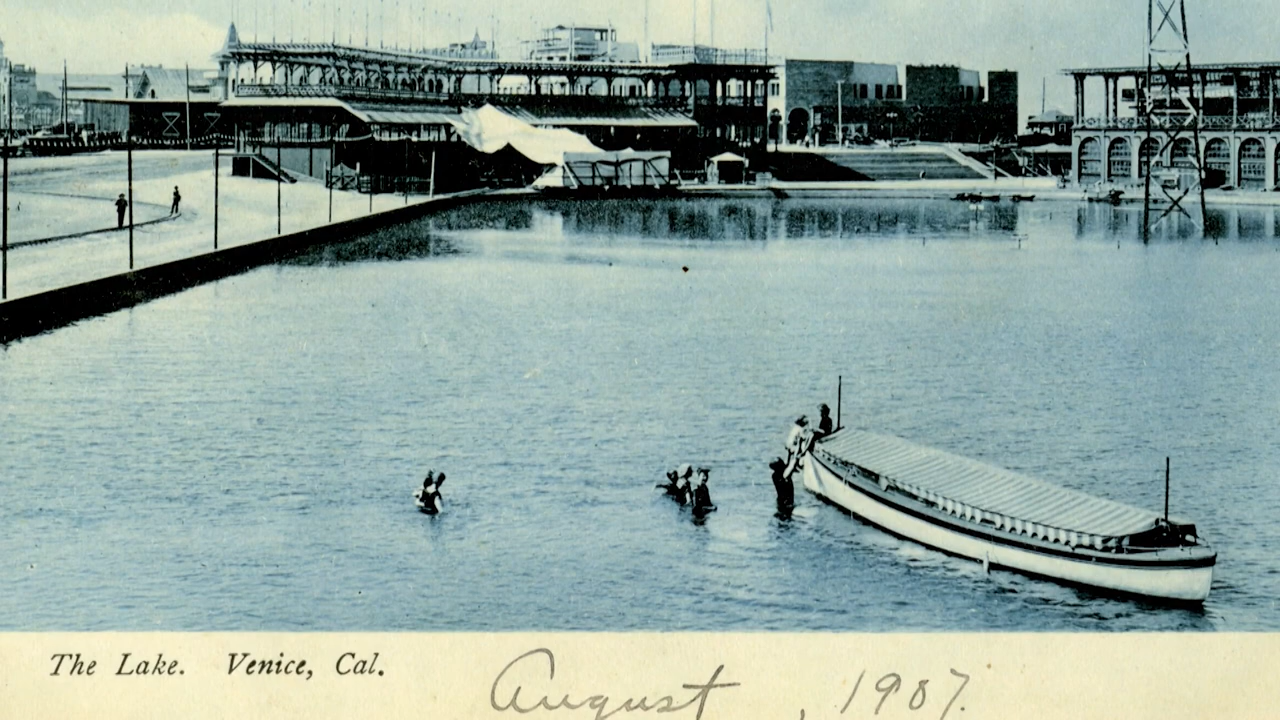 The Lake. Venice, Cal.
August , 1907.